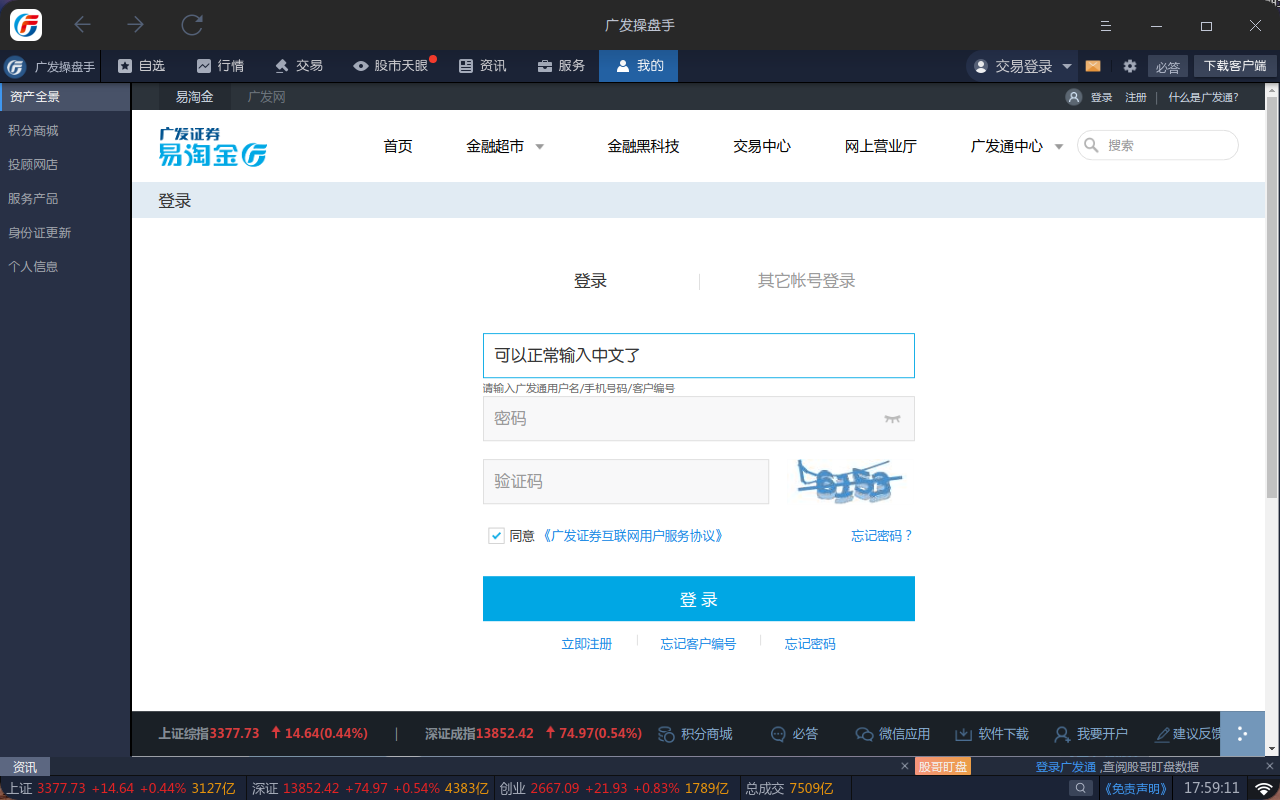 广发操盘手
广发操盘手 自选 行情 交易 股市天眼 资讯 服务 我的 交易登录 必答 下载客户端
资产全景
积分商城
投顾网店
服务产品
身份证更新
个人信息
易淘金 广发网 登录 注册 什么是广发通?
广发证券
易淘金
首页 金融超市 金融黑科技 交易中心 网上营业厅 广发通中心 搜索
登录
登录 其它帐号登录
可以正常输入中文了
请输入广发通用户名/手机号码/客户编号
密码
验证码 6153
同意《广发证券互联网用户服务协议》 忘记密码？
登 录
立即注册 忘记客户编号 忘记密码
上证综指3377.73 14.64(0.44%) | 深证成指13852.42 74.97(0.54%) 积分商城 必答 微信应用 软件下载 我要开户 建议反馈
资讯 股哥盯盘 登录广发通 ,查阅股哥盯盘数据
上证 3377.73 +14.64 +0.44% 3127亿 深证 13852.42 +74.97 +0.54% 4383亿 创业 2667.09 +21.93 +0.83% 1789亿 总成交 7509亿 《免责声明》 17:59:11